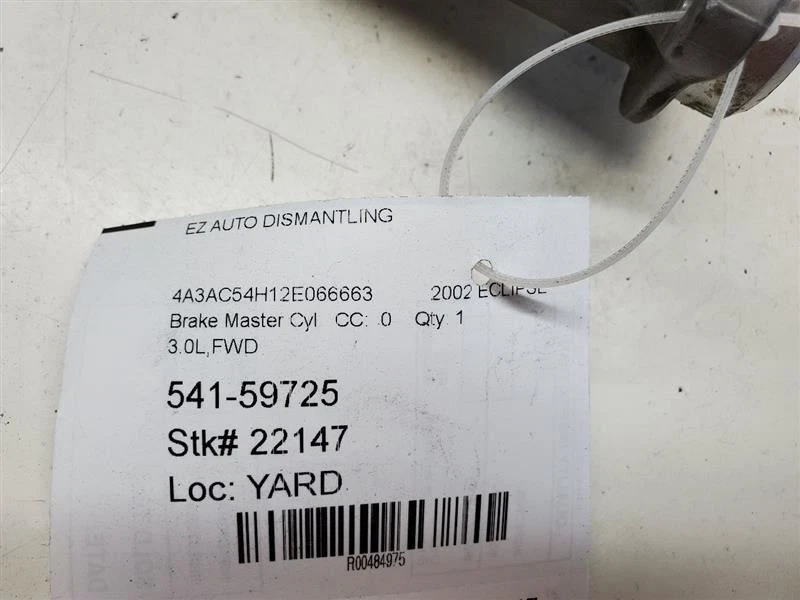 EZ AUTO DISMANTLING
4A3AC54H12E066663 2002 ECLIPSE
Brake Master Cyl CC: .0 Qty. 1
3.0L,FWD
541-59725
Stk# 22147
Loc: YARD
R00484975